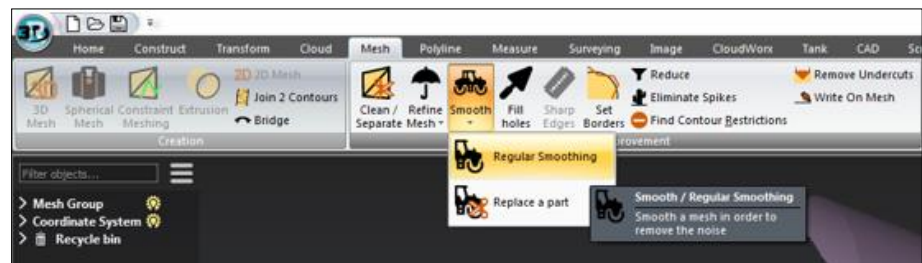 3DR
Home Construct Transform Cloud Mesh Polyline Measure Surveying Image CloudWorx Tank CAD Sc
3D Mesh
Spherical Mesh
Constraint Meshing
Extrusion
2D 2D Mesh
Join 2 Contours
Bridge
Creation
Clean / Separate
Refine Mesh
Smooth
Fill holes
Sharp Edges
Set Borders
Reduce
Eliminate Spikes
Find Contour Restrictions
Remove Undercuts
Write On Mesh
rovement
Regular Smoothing
Replace a part
Smooth / Regular Smoothing
Smooth a mesh in order to
remove the noise
Filter objects...
Mesh Group
Coordinate System
Recycle bin